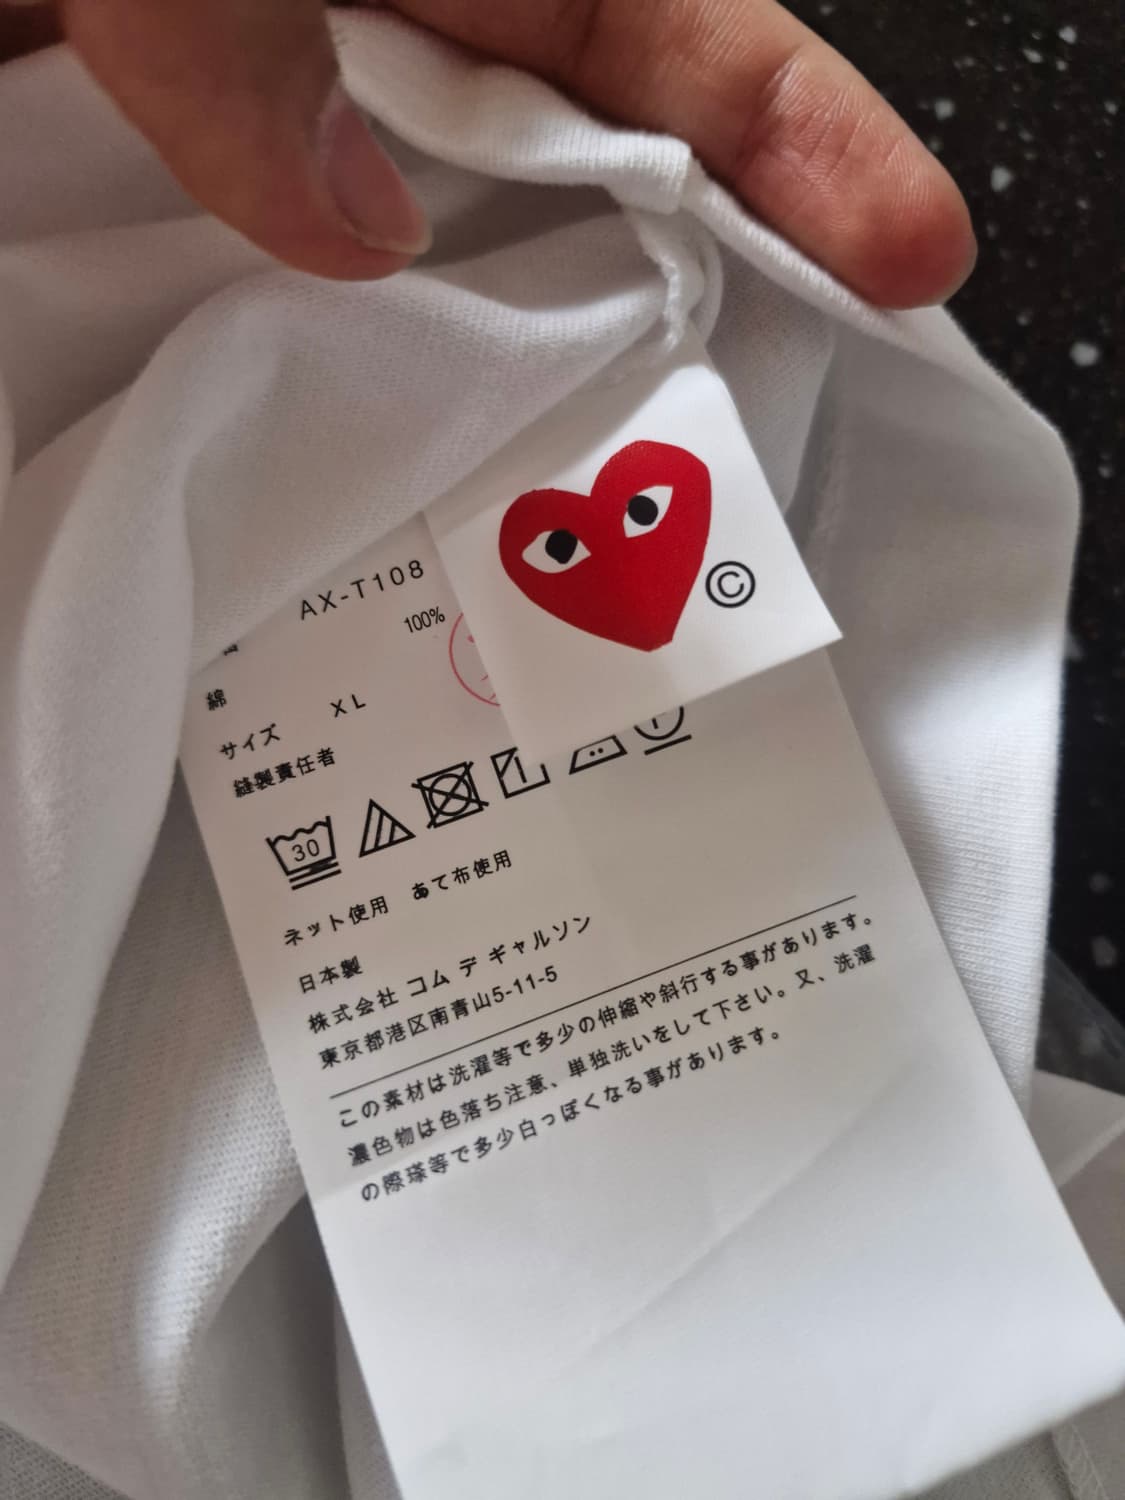 ©
AX-T108
綿 100%
サイズ XL
縫製責任者
30
ネット使用 あて布使用
日本製
株式会社 コム デ ギャルソン
東京都港区南青山5-11-5
この素材は洗濯等で多少の伸縮や斜行する事があります。
濃色物は色落ち注意、単独洗いをして下さい。又、洗濯
の際瑹等で多少白っぽくなる事があります。